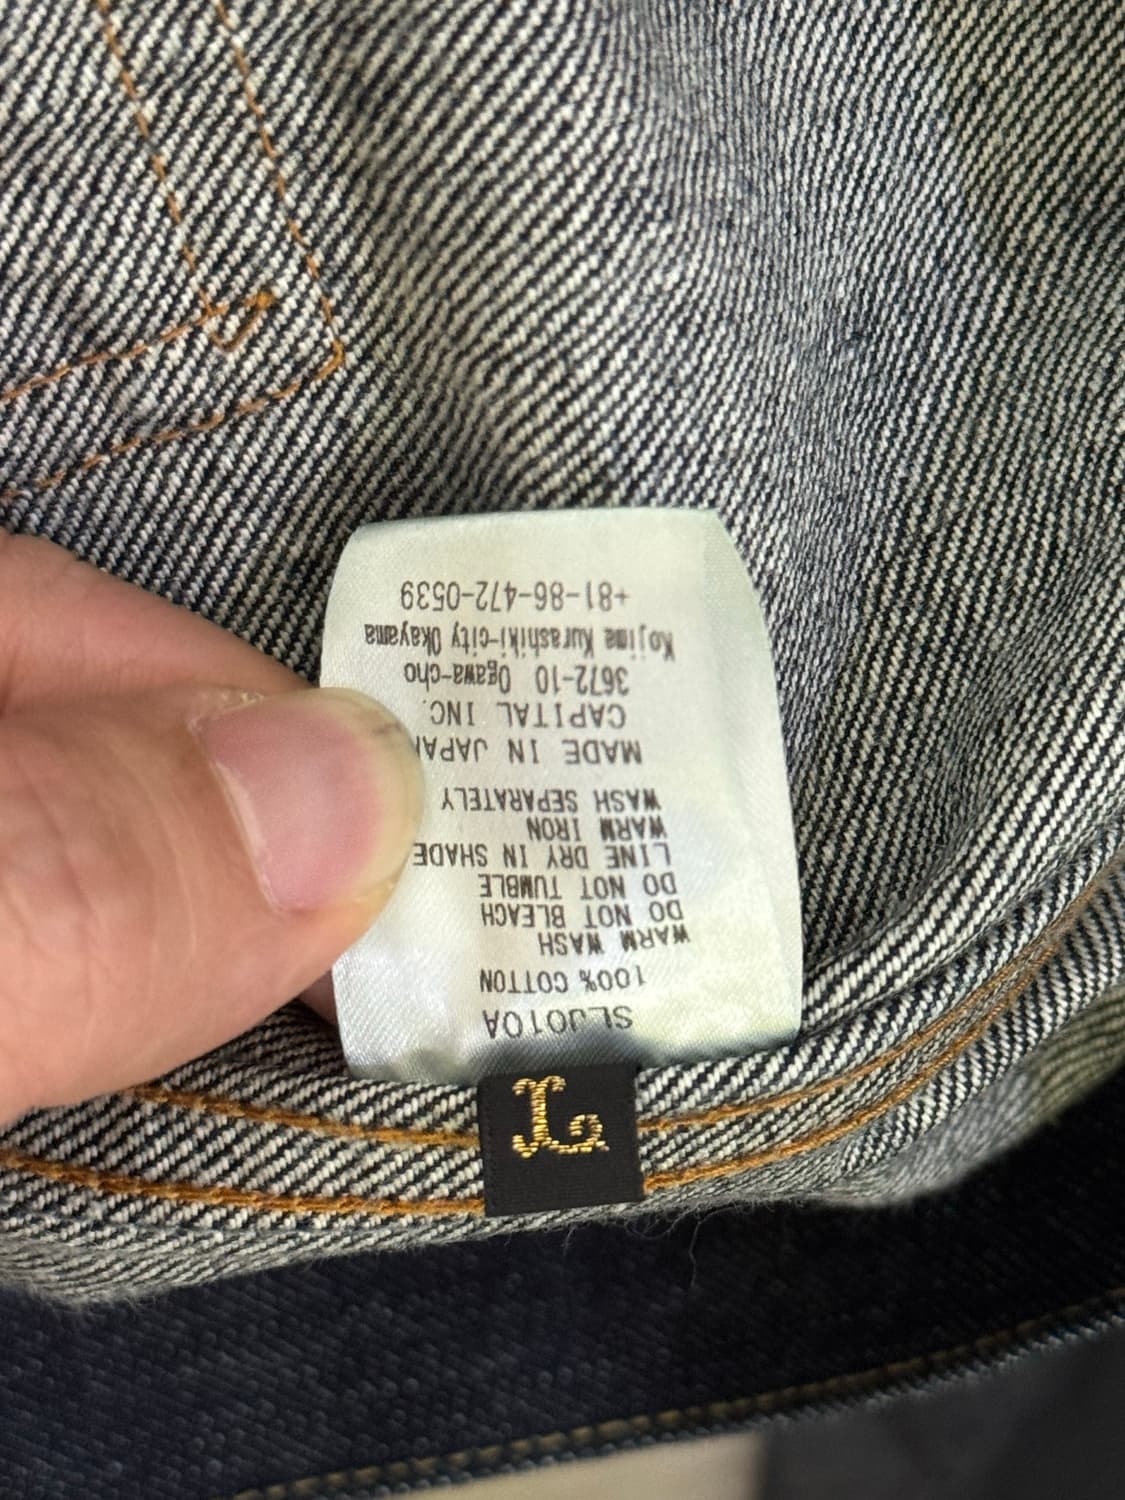 SLJ010A
100% COTTON
WARM WASH
DO NOT BLEACH
DO NOT TUMBLE
LINE DRY IN SHADE
WARM IRON
WASH SEPARATELY
MADE IN JAPAN
CAPITAL INC.
3672-10 Ogawa-cho
Kojima Kurashiki-city Okayama
+81-86-472-0539
L